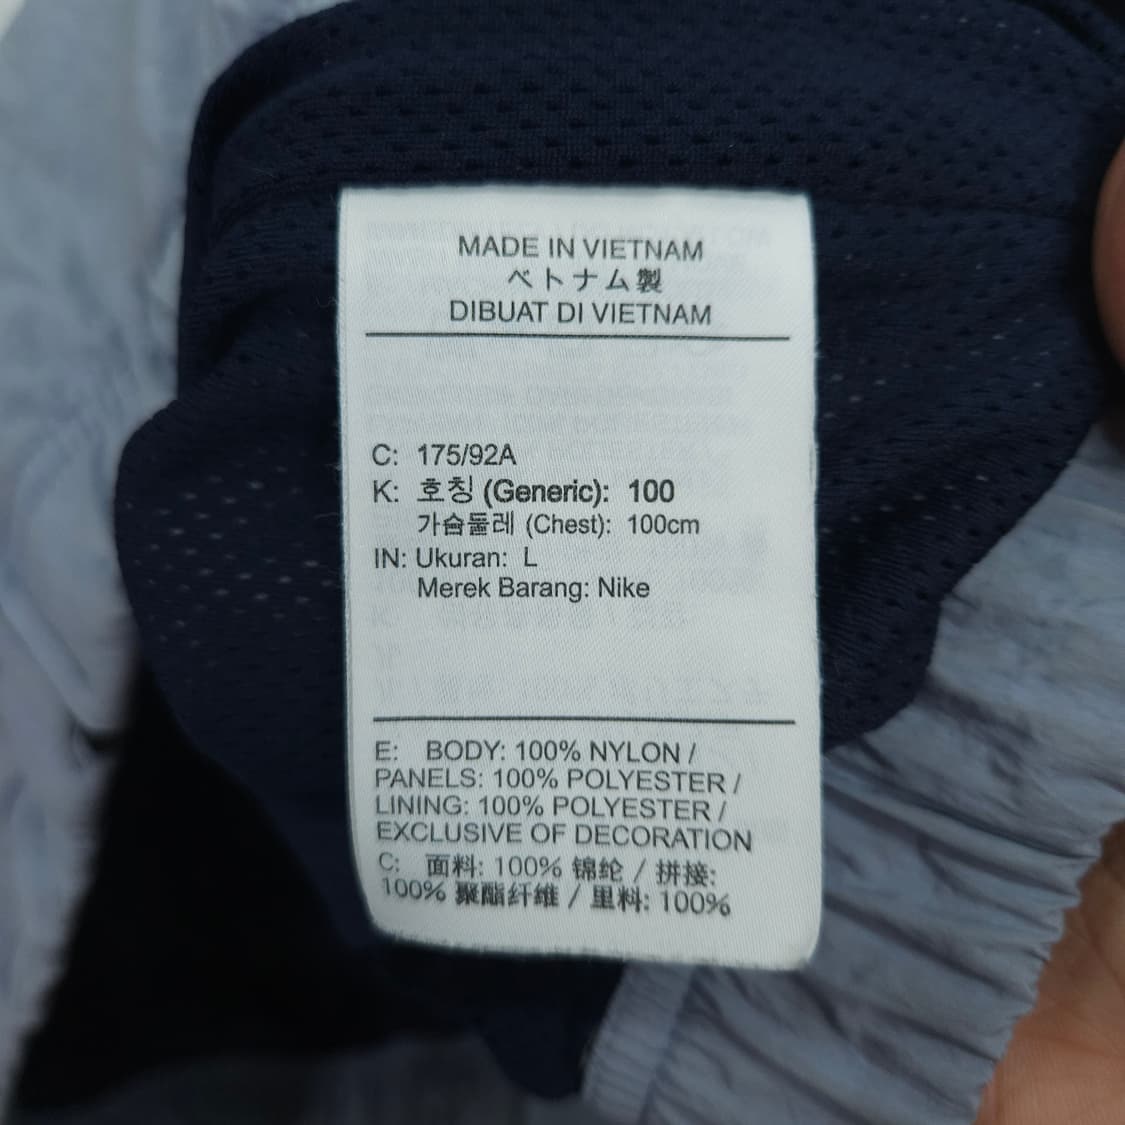 MADE IN VIETNAM
ベトナム製
DIBUAT DI VIETNAM
C: 175/92A
K: 호칭 (Generic): 100
가슴둘레 (Chest): 100cm
IN: Ukuran: L
Merek Barang: Nike
E: BODY: 100% NYLON /
PANELS: 100% POLYESTER /
LINING: 100% POLYESTER /
EXCLUSIVE OF DECORATION
C: 面料: 100% 锦纶 / 拼接:
100% 聚酯纤维 / 里料: 100%